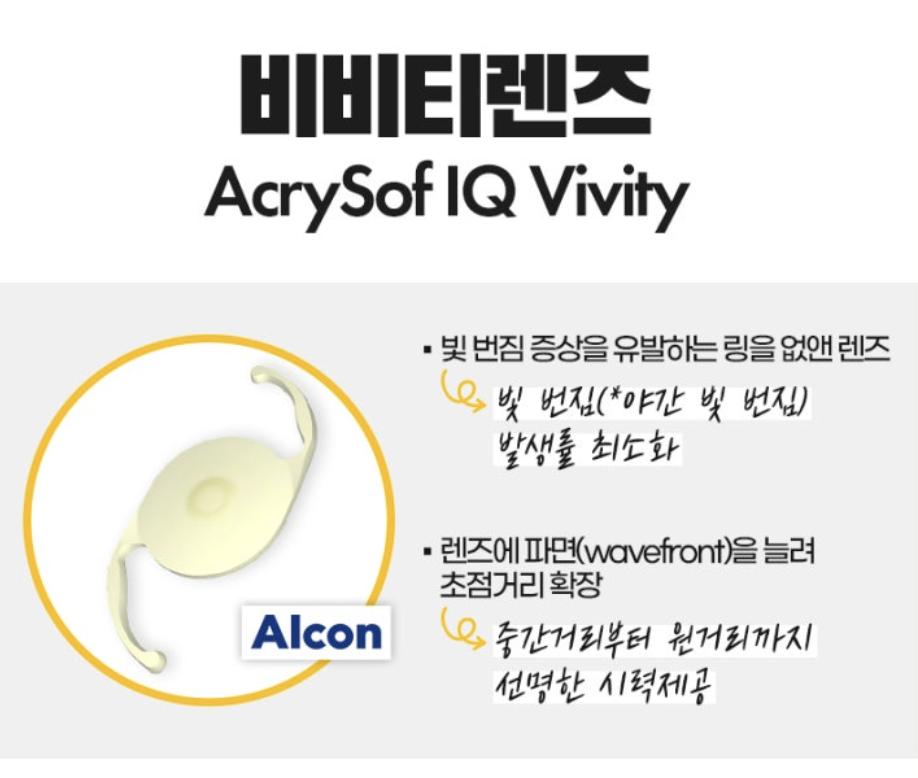 비비티렌즈
AcrySof IQ Vivity
▪ 빛 번짐 증상을 유발하는 링을 없앤 렌즈
빛 번짐(*야간 빛 번짐)
발생률 최소화
▪ 렌즈에 파면(wavefront)을 늘려
초점거리 확장
중간거리부터 원거리까지
선명한 시력제공
Alcon